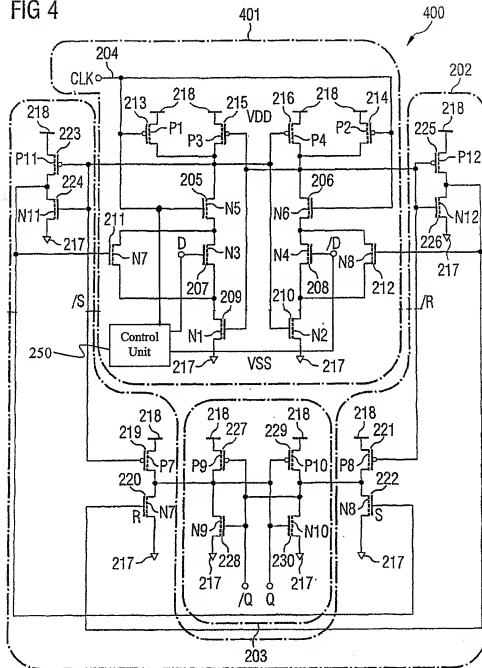 FIG 4
401
400
204
CLK
202
213 218 215 VDD 216 218 214
P1 P3 P4 P2
218
223
P11
224
N11
217
218
225
P12
N12
226
217
205 206
N5 N6
211
N7
D
N3
207
/D
N4
208
N8
212
/S
/R
209 210
N1 N2
Control
Unit
250
217 VSS 217
218 218 218 218
219 227 229 221
P7 P9 P10 P8
220 222
R N7 N9 N10 N8 S
228 230
217 217 217 217
/Q Q
203